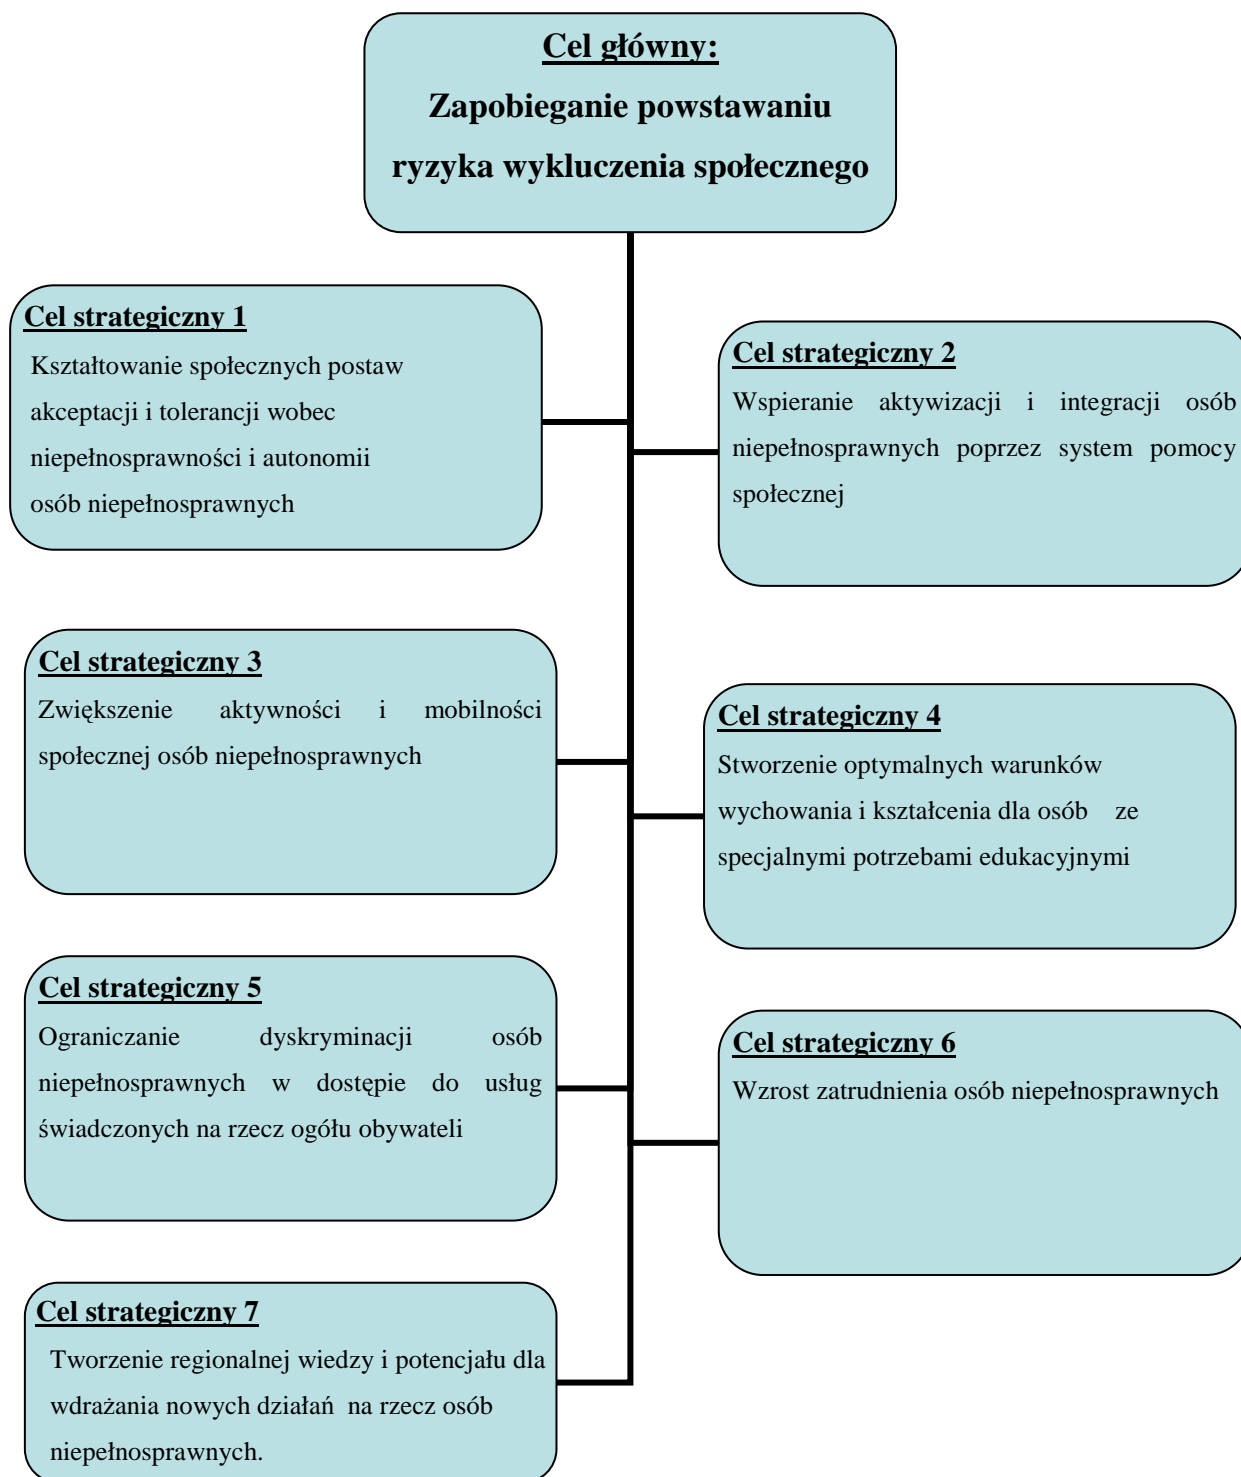 Cel główny:
Zapobieganie powstawaniu
ryzyka wykluczenia społecznego
Cel strategiczny 1
Kształtowanie społecznych postaw
akceptacji i tolerancji wobec
niepełnosprawności i autonomii
osób niepełnosprawnych
Cel strategiczny 2
Wspieranie aktywizacji i integracji osób
niepełnosprawnych poprzez system pomocy
społecznej
Cel strategiczny 3
Zwiększenie aktywności i mobilności
społecznej osób niepełnosprawnych
Cel strategiczny 4
Stworzenie optymalnych warunków
wychowania i kształcenia dla osób ze
specjalnymi potrzebami edukacyjnymi
Cel strategiczny 5
Ograniczanie dyskryminacji osób
niepełnosprawnych w dostępie do usług
świadczonych na rzecz ogółu obywateli
Cel strategiczny 6
Wzrost zatrudnienia osób niepełnosprawnych
Cel strategiczny 7
Tworzenie regionalnej wiedzy i potencjału dla
wdrażania nowych działań na rzecz osób
niepełnosprawnych.